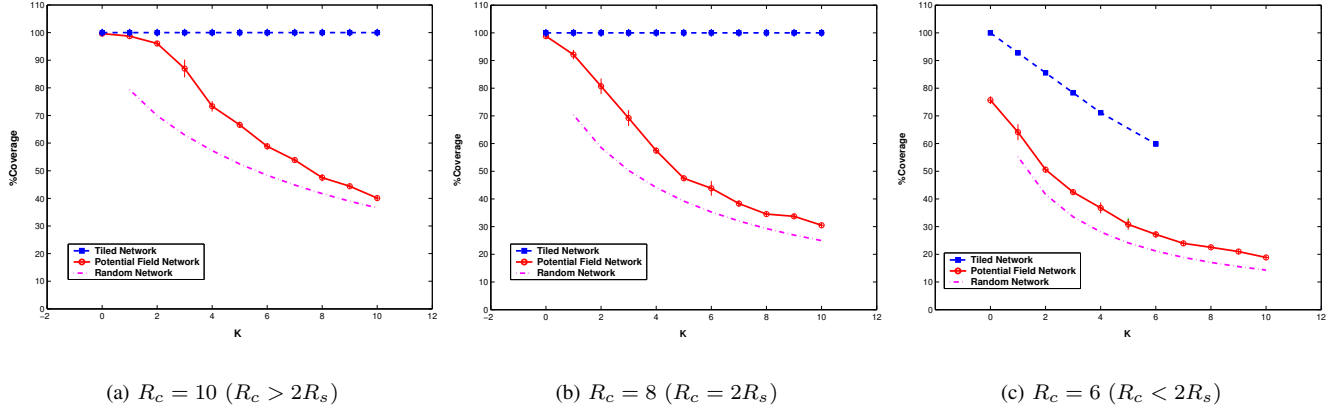 110
100
90
80
70
60
50
40
30
20
10
0
%Coverage
−2 0 2 4 6 8 10 12
K
Tiled Network
Potential Field Network
Random Network
(a) R_c = 10 (R_c > 2R_s)
110
100
90
80
70
60
50
40
30
20
10
0
%Coverage
−2 0 2 4 6 8 10 12
K
Tiled Network
Potential Field Network
Random Network
(b) R_c = 8 (R_c = 2R_s)
110
100
90
80
70
60
50
40
30
20
10
0
%Coverage
−2 0 2 4 6 8 10 12
K
Tiled Network
Potential Field Network
Random Network
(c) R_c = 6 (R_c < 2R_s)